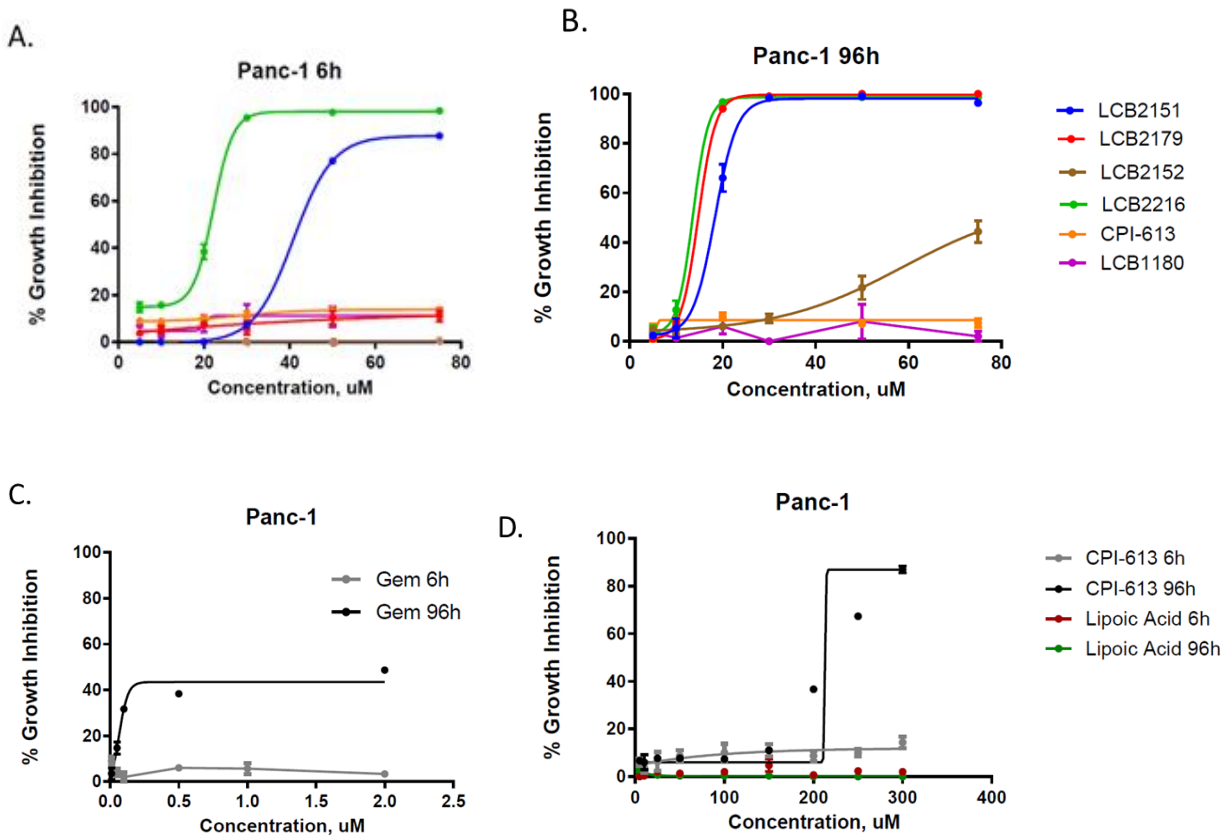 A.
Panc-1 6h
% Growth Inhibition
100
80
60
40
20
0
0 20 40 60 80
Concentration, uM
B.
Panc-1 96h
% Growth Inhibition
100
80
60
40
20
0
0 20 40 60 80
Concentration, uM
LCB2151
LCB2179
LCB2152
LCB2216
CPI-613
LCB1180
C.
Panc-1
% Growth Inhibition
100
80
60
40
20
0
0.0 0.5 1.0 1.5 2.0 2.5
Concentration, uM
Gem 6h
Gem 96h
D.
Panc-1
% Growth Inhibition
100
80
60
40
20
0
0 100 200 300 400
Concentration, uM
CPI-613 6h
CPI-613 96h
Lipoic Acid 6h
Lipoic Acid 96h